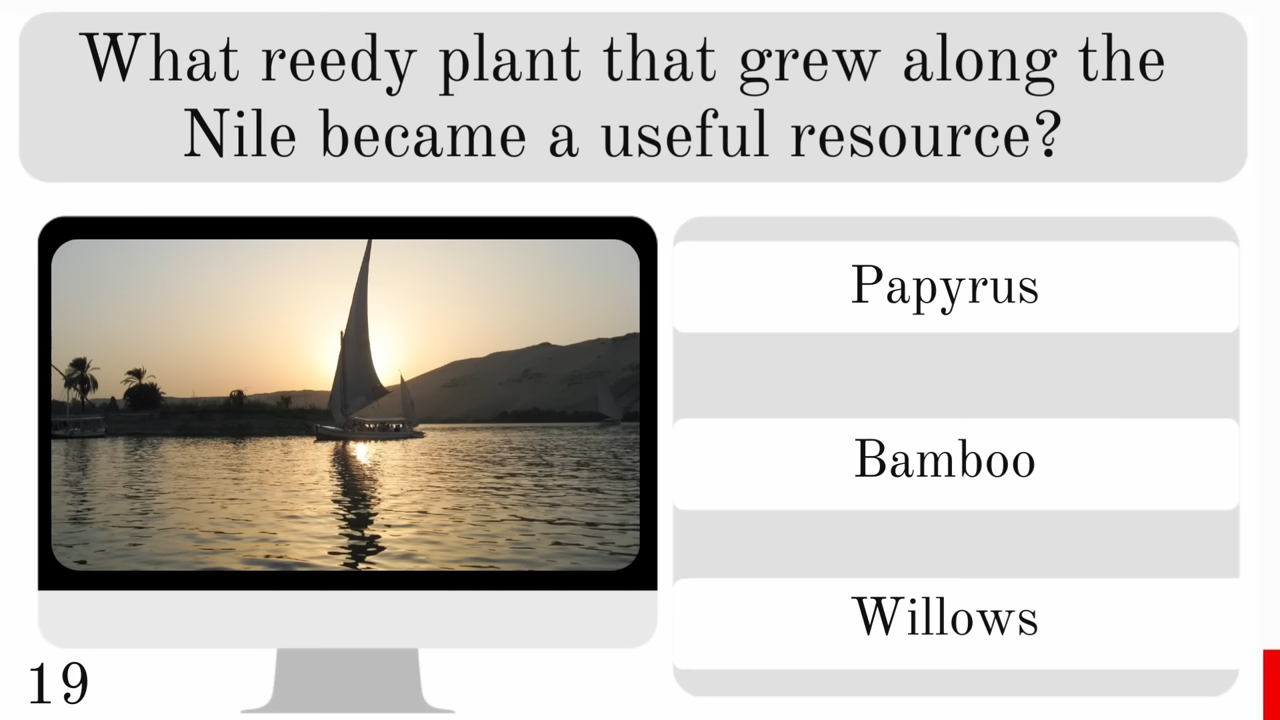 What reedy plant that grew along the
Nile became a useful resource?
Papyrus
Bamboo
Willows
19